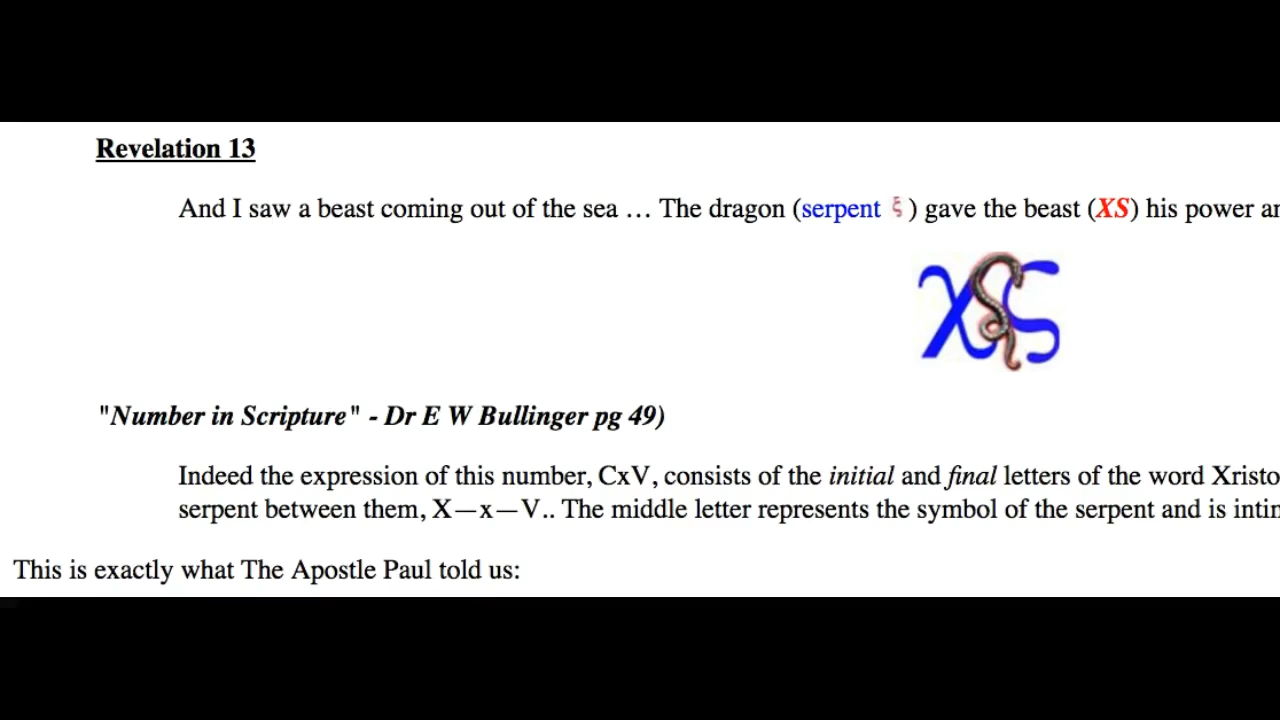 Revelation 13
And I saw a beast coming out of the sea … The dragon (serpent ξ ) gave the beast (XS) his power
χξς
"Number in Scripture" - Dr E W Bullinger pg 49)
Indeed the expression of this number, CxV, consists of the initial and final letters of the word Xristo
serpent between them, X—x—V.. The middle letter represents the symbol of the serpent and is
This is exactly what The Apostle Paul told us: